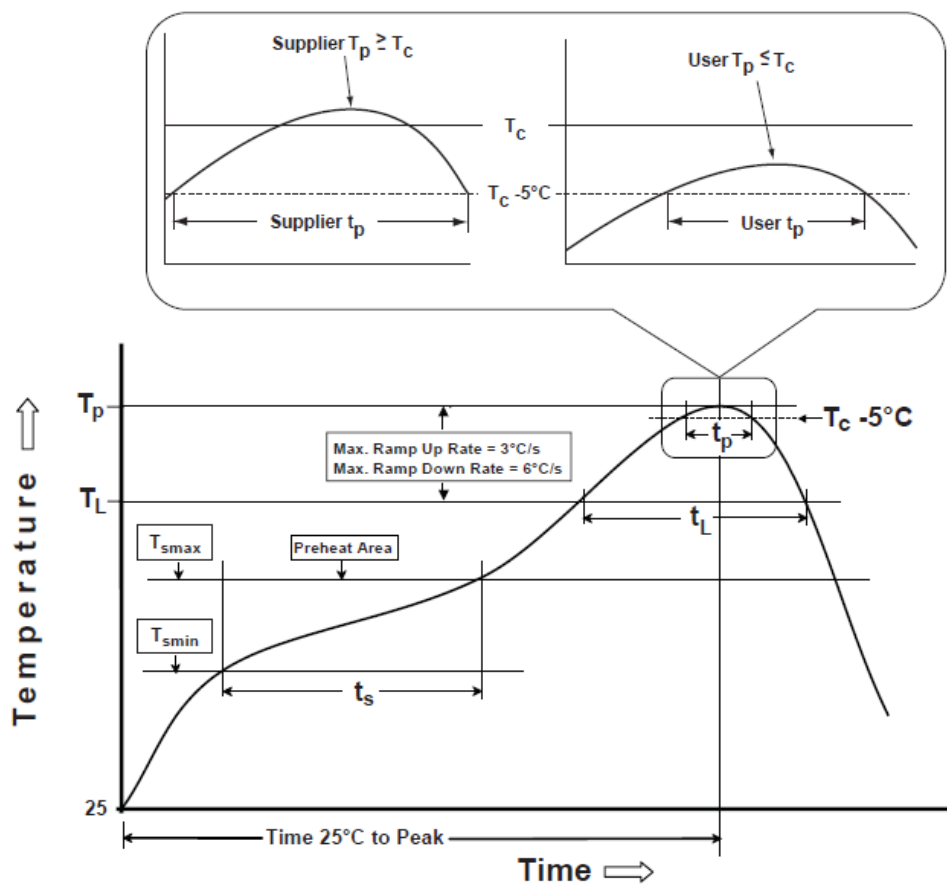 Supplier Tp ≥ Tc
User Tp ≤ Tc
Tc
Tc -5°C
Supplier tp
User tp
Tp
Tc -5°C
tp
Max. Ramp Up Rate = 3°C/s
Max. Ramp Down Rate = 6°C/s
TL
tL
Tsmax
Preheat Area
Tsmin
ts
Temperature
25
Time 25°C to Peak
Time